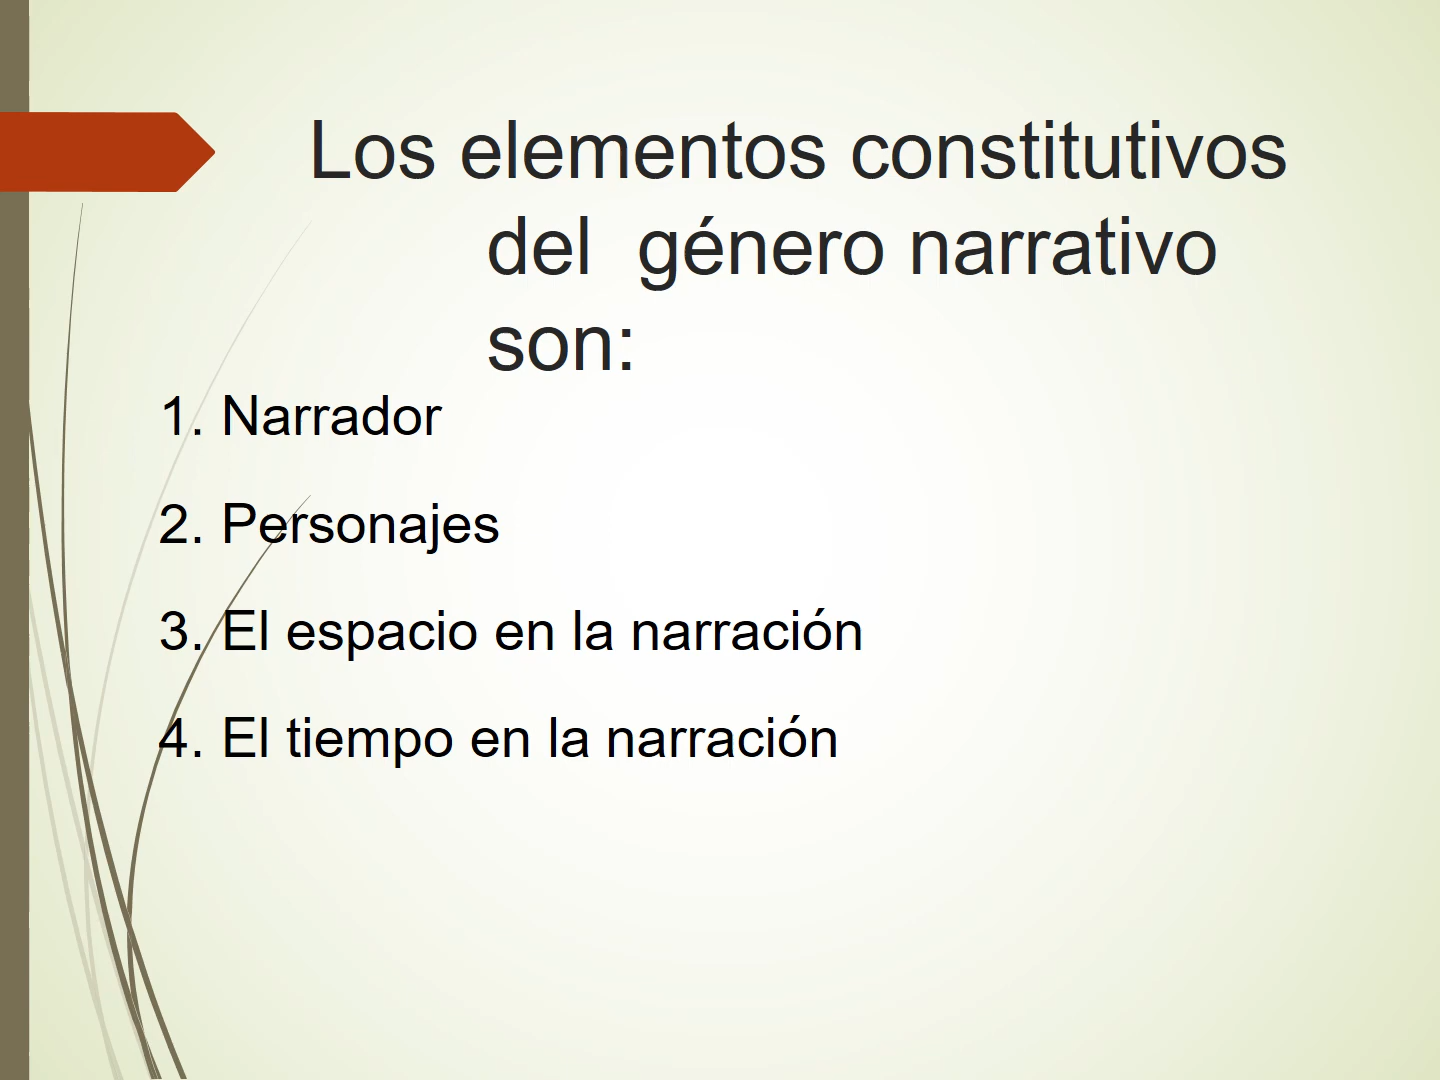 Los elementos constitutivos
del  género narrativo
son:
1. Narrador
2. Personajes
3. El espacio en la narración
4. El tiempo en la narración